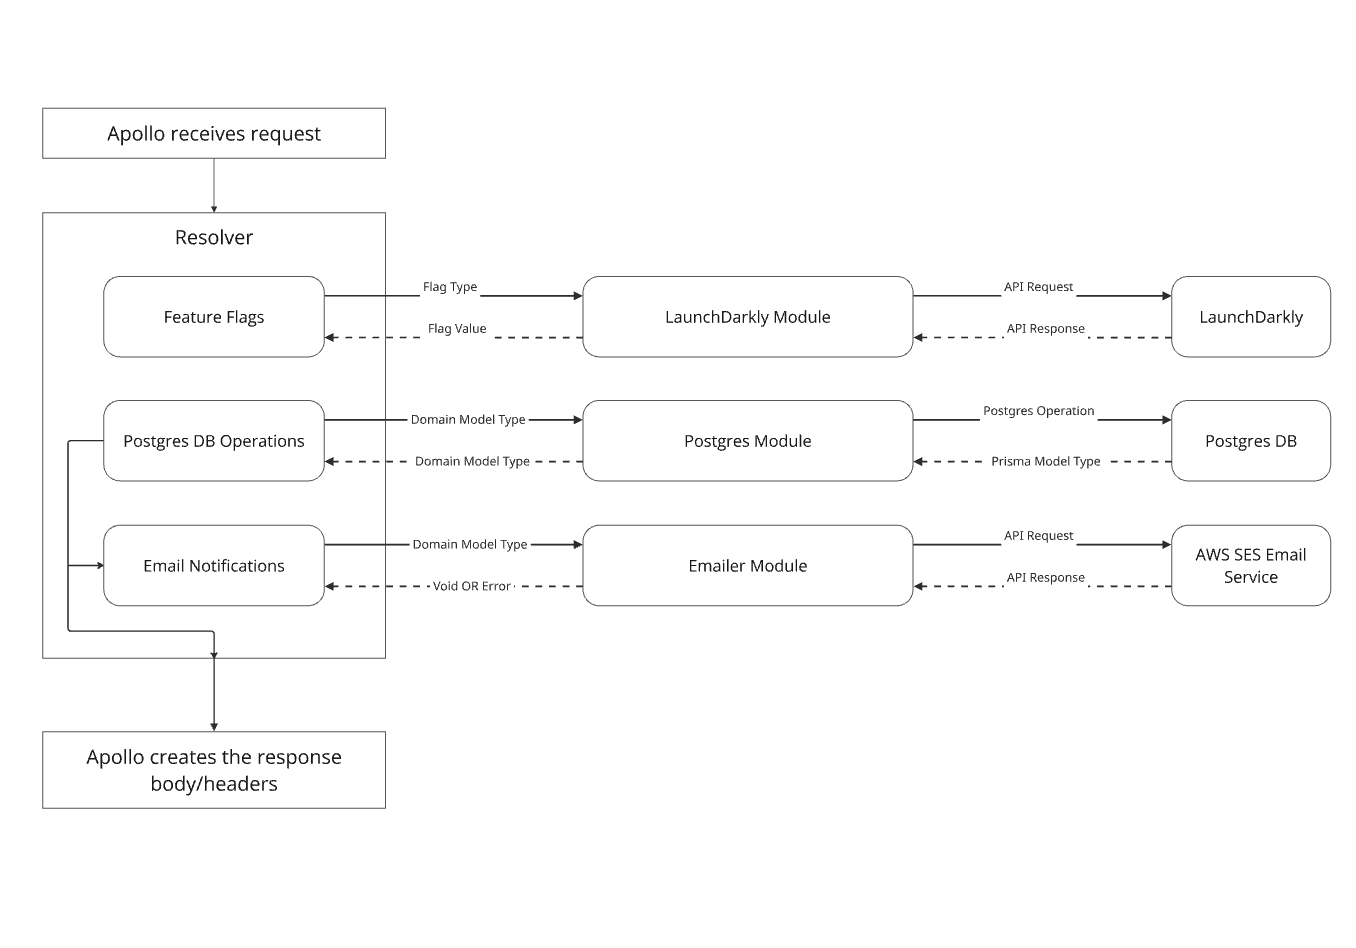 Apollo receives request
Resolver
Feature Flags
Flag Type
Flag Value
LaunchDarkly Module
API Request
API Response
LaunchDarkly
Postgres DB Operations
Domain Model Type
Domain Model Type
Postgres Module
Postgres Operation
Prisma Model Type
Postgres DB
Email Notifications
Domain Model Type
Void OR Error
Emailer Module
API Request
API Response
AWS SES Email
Service
Apollo creates the response
body/headers